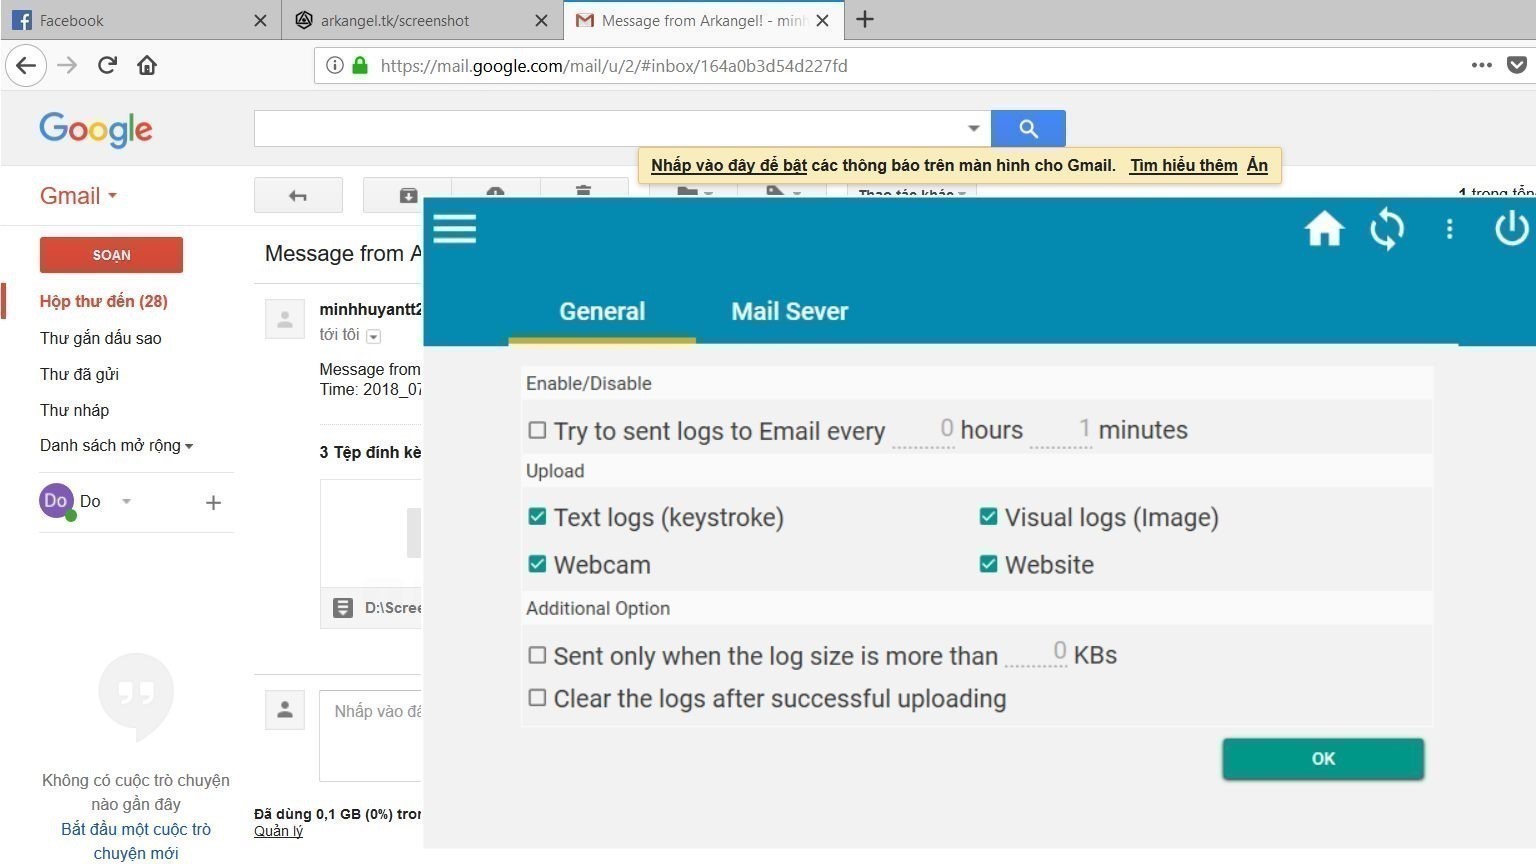 Facebook
arkangel.tk/screenshot
Message from Arkangel! - minh
https://mail.google.com/mail/u/2/#inbox/164a0b3d54d227fd
Google
Nhấp vào đây để bật các thông báo trên màn hình cho Gmail. Tìm hiểu thêm Ẩn
Gmail
Thao tác khác
1 trong tổn
SOẠN
Hộp thư đến (28)
Thư gắn dấu sao
Thư đã gửi
Thư nháp
Danh sách mở rộng
Do Do
Không có cuộc trò chuyện
nào gần đây
Bắt đầu một cuộc trò
chuyện mới
Message from A
minhhuyantt2
tới tôi
Message from
Time: 2018_07
3 Tệp đính kè
D:\Scree
Nhấp vào đâ
Đã dùng 0,1 GB (0%) tron
Quản lý
General
Mail Sever
Enable/Disable
Try to sent logs to Email every 0 hours 1 minutes
Upload
Text logs (keystroke)
Visual logs (Image)
Webcam
Website
Additional Option
Sent only when the log size is more than 0 KBs
Clear the logs after successful uploading
OK